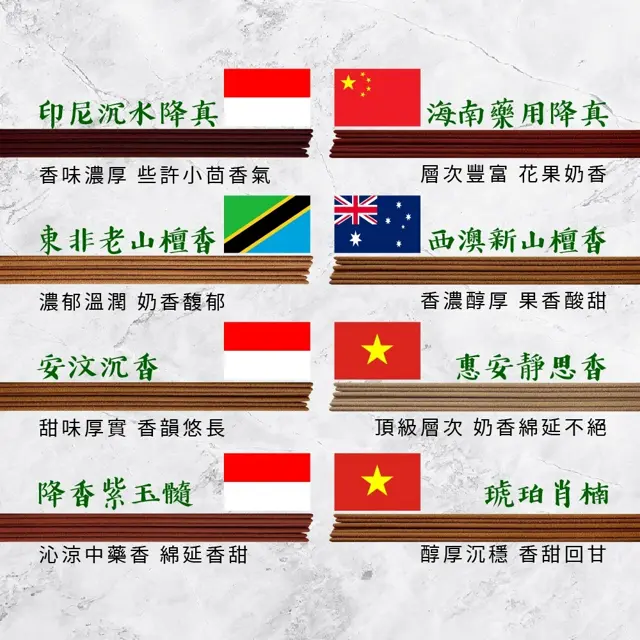 印尼沉水降真
香味濃厚 些許小茴香氣
海南藥用降真
層次豐富 花果奶香
東非老山檀香
濃郁溫潤 奶香馥郁
西澳新山檀香
香濃醇厚 果香酸甜
安汶沉香
甜味厚實 香韻悠長
惠安靜思香
頂級層次 奶香綿延不絕
降香紫玉髓
沁涼中藥香 綿延香甜
琥珀肖楠
醇厚沉穩 香甜回甘